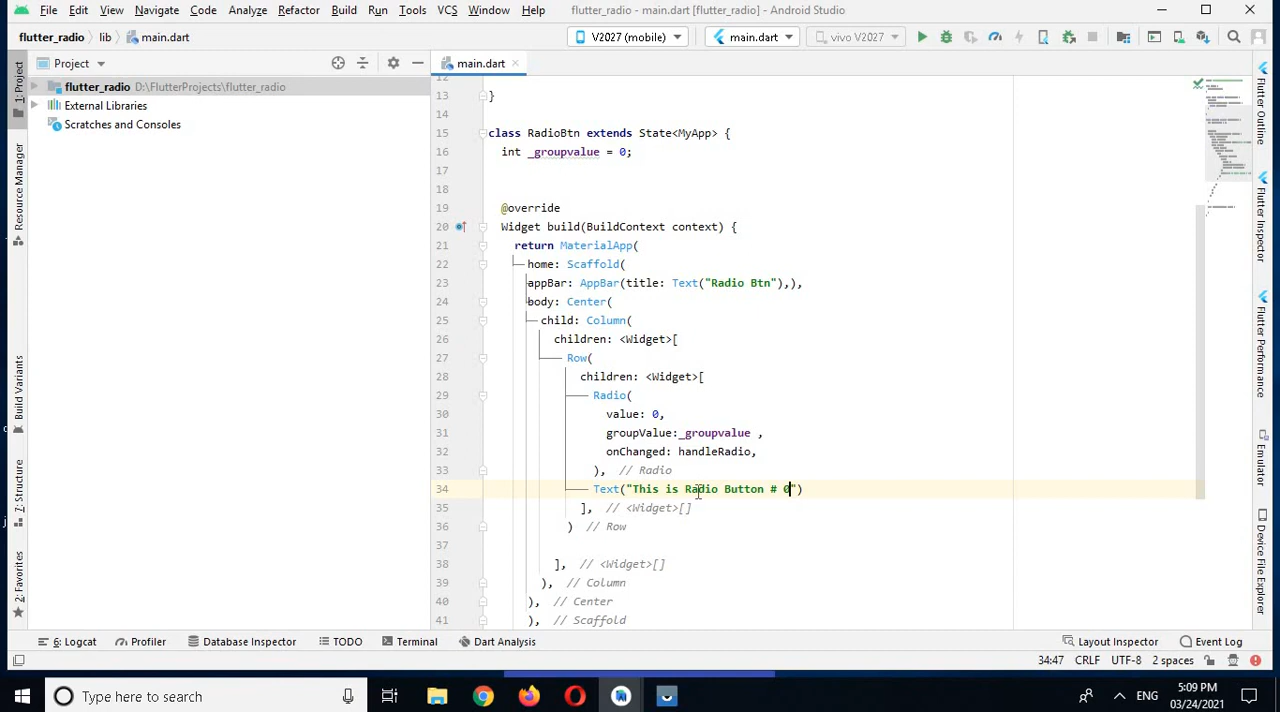 File Edit View Navigate Code Analyze Refactor Build Run Tools VCS Window Help flutter_radio - main.dart [flutter_radio] - Android Studio
flutter_radio lib main.dart V2027 (mobile) main.dart vivo V2027
Project main.dart
flutter_radio D:\FlutterProjects\flutter_radio
External Libraries
Scratches and Consoles
1: Project
Resource Manager
Build Variants
7: Structure
2: Favorites
12
13 }
14
15 class RadioBtn extends State<MyApp> {
16 int _groupvalue = 0;
17
18
19 @override
20 Widget build(BuildContext context) {
21 return MaterialApp(
22 home: Scaffold(
23 appBar: AppBar(title: Text("Radio Btn"),),
24 body: Center(
25 child: Column(
26 children: <Widget>[
27 Row(
28 children: <Widget>[
29 Radio(
30 value: 0,
31 groupValue:_groupvalue ,
32 onChanged: handleRadio,
33 ), // Radio
34 Text("This is Radio Button # 0")
35 ], // <Widget>[]
36 ) // Row
37
38 ], // <Widget>[]
39 ), // Column
40 ), // Center
41 ), // Scaffold
Flutter Outline
Flutter Inspector
Flutter Performance
Emulator
Device File Explorer
6: Logcat Profiler Database Inspector TODO Terminal Dart Analysis Layout Inspector Event Log
34:47 CRLF UTF-8 2 spaces
Type here to search ENG 5:09 PM
03/24/2021